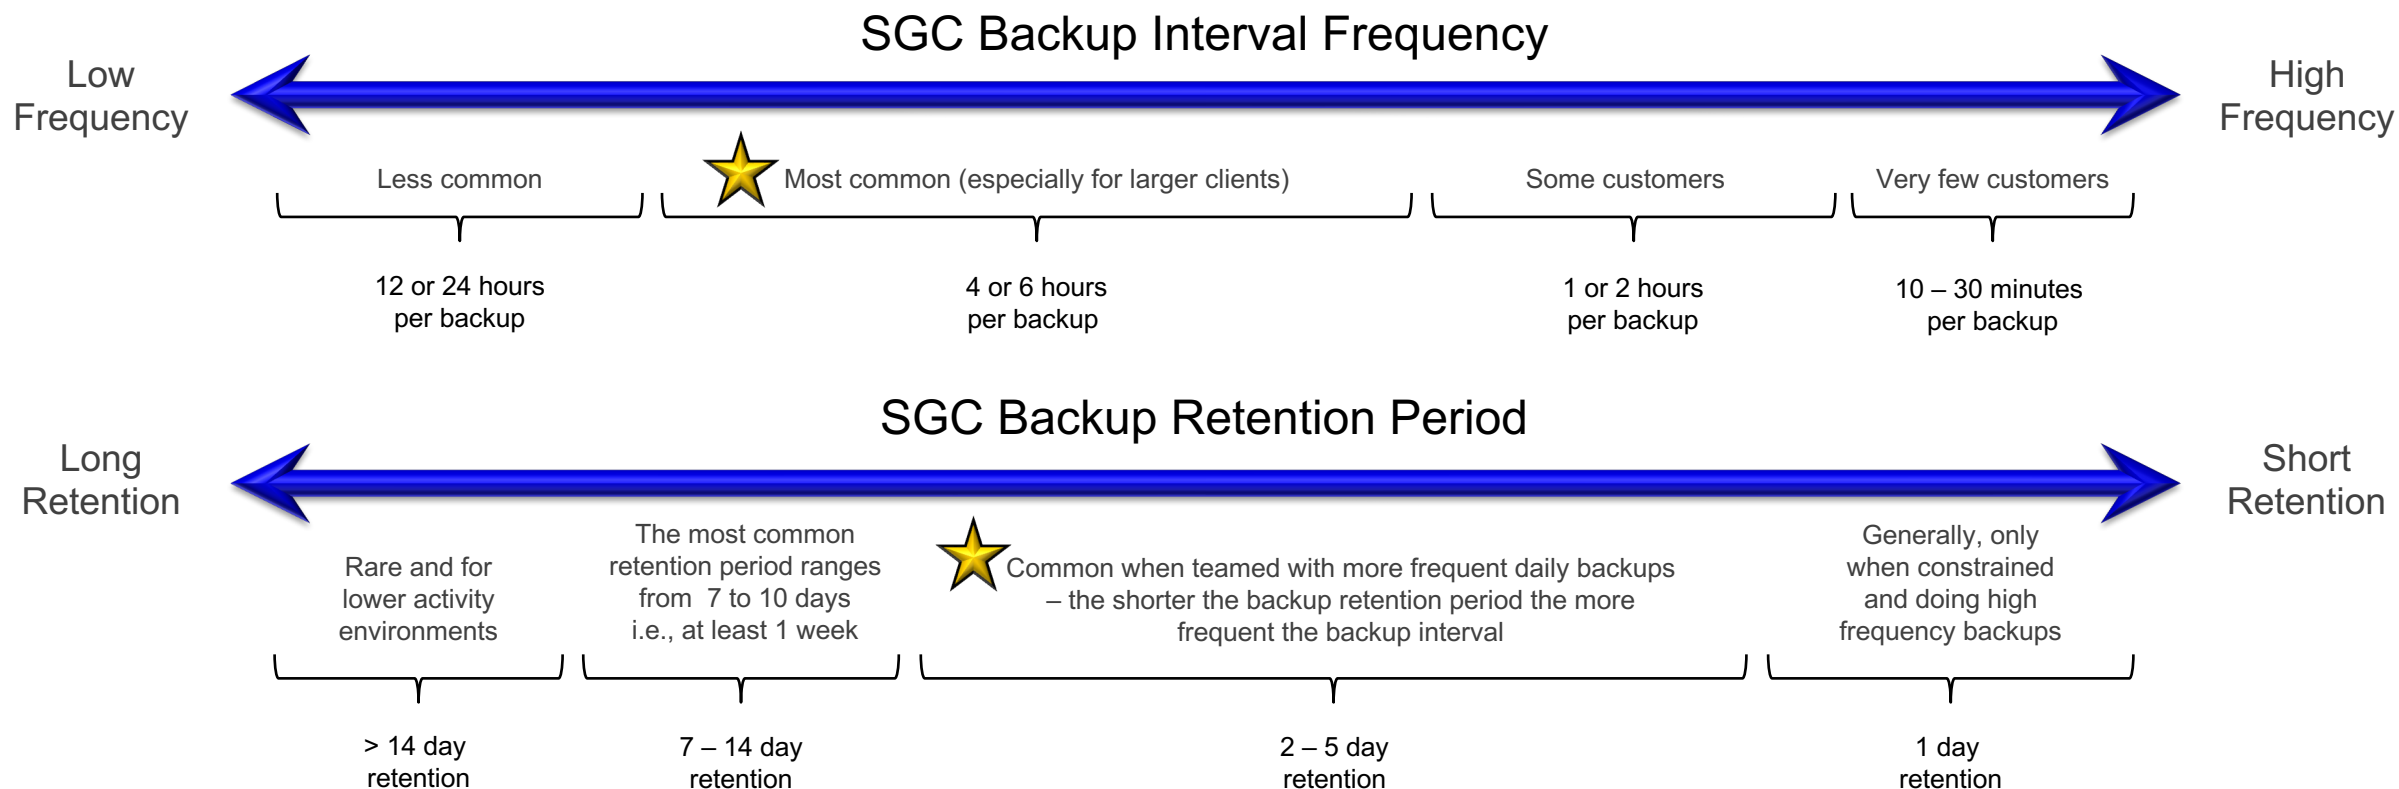 SGC Backup Interval Frequency
Low
Frequency
High
Frequency
Less common
Most common (especially for larger clients)
Some customers
Very few customers
12 or 24 hours
per backup
4 or 6 hours
per backup
1 or 2 hours
per backup
10 – 30 minutes
per backup
SGC Backup Retention Period
Long
Retention
Short
Retention
Rare and for
lower activity
environments
The most common
retention period ranges
from  7 to 10 days
i.e., at least 1 week
Common when teamed with more frequent daily backups
– the shorter the backup retention period the more
frequent the backup interval
Generally, only
when constrained
and doing high
frequency backups
> 14 day
retention
7 – 14 day
retention
2 – 5 day
retention
1 day
retention